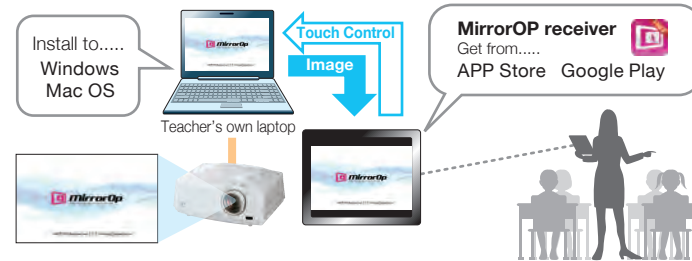 Install to.....
Windows
Mac OS
MirrorOp
Touch Control
Image
MirrorOP receiver
Get from.....
APP Store Google Play
Teacher's own laptop
MirrorOp
MirrorOp